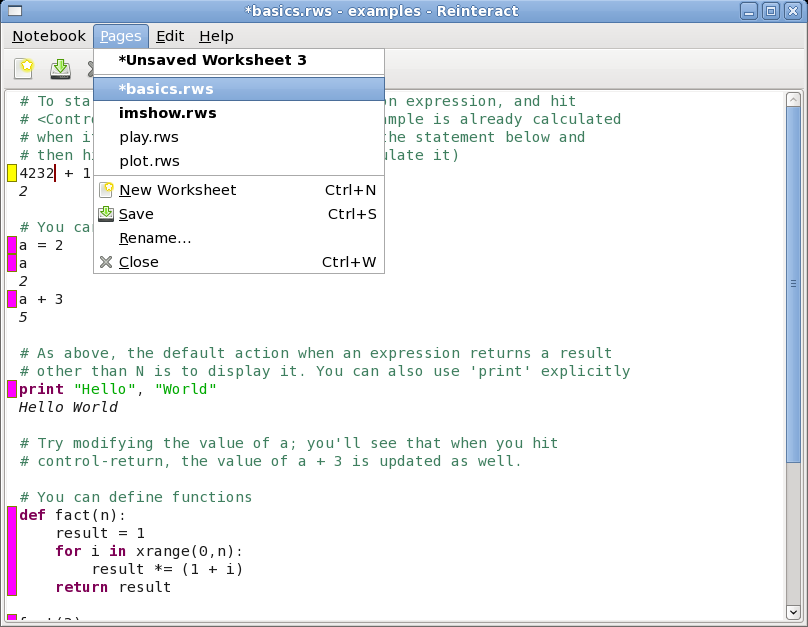 *basics.rws - examples - Reinteract
Notebook Pages Edit Help
*Unsaved Worksheet 3
*basics.rws
imshow.rws
play.rws
plot.rws
New Worksheet Ctrl+N
Save Ctrl+S
Rename...
Close Ctrl+W
# To sta n expression, and hit
# <Contr mple is already calculated
# when i the statement below and
# then h ulate it)
4232 + 1
2
# You ca
a = 2
a
2
a + 3
5
# As above, the default action when an expression returns a result
# other than N is to display it. You can also use 'print' explicitly
print "Hello", "World"
Hello World
# Try modifying the value of a; you'll see that when you hit
# control-return, the value of a + 3 is updated as well.
# You can define functions
def fact(n):
result = 1
for i in xrange(0,n):
result *= (1 + i)
return result